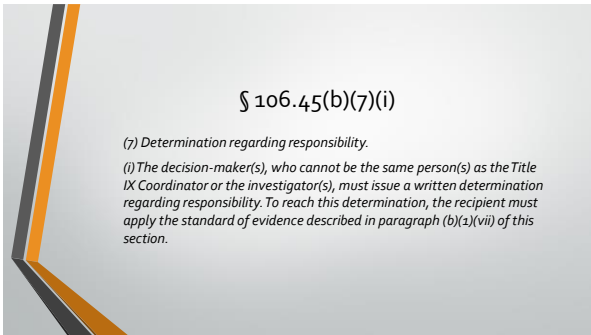 § 106.45(b)(7)(i)
(7) Determination regarding responsibility.
(i) The decision-maker(s), who cannot be the same person(s) as the Title
IX Coordinator or the investigator(s), must issue a written determination
regarding responsibility. To reach this determination, the recipient must
apply the standard of evidence described in paragraph (b)(1)(vii) of this
section.